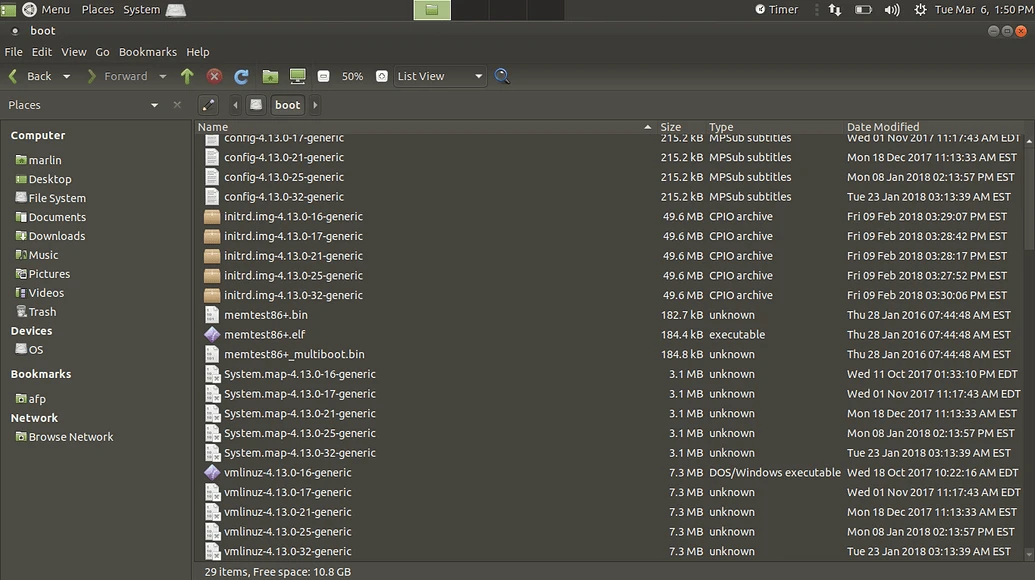 Menu Places System Timer Tue Mar 6, 1:50 PM
boot
File Edit View Go Bookmarks Help
Back Forward 50% List View
Places boot
Name Size Type Date Modified
Computer
marlin
Desktop
File System
Documents
Downloads
Music
Pictures
Videos
Trash
Devices
OS
Bookmarks
afp
Network
Browse Network
config-4.13.0-17-generic 215.2 kB MPSub subtitles Wed 01 Nov 2017 11:17:43 AM EDT
config-4.13.0-21-generic 215.2 kB MPSub subtitles Mon 18 Dec 2017 11:13:33 AM EST
config-4.13.0-25-generic 215.2 kB MPSub subtitles Mon 08 Jan 2018 02:13:57 PM EST
config-4.13.0-32-generic 215.2 kB MPSub subtitles Tue 23 Jan 2018 03:13:39 AM EST
initrd.img-4.13.0-16-generic 49.6 MB CPIO archive Fri 09 Feb 2018 03:29:07 PM EST
initrd.img-4.13.0-17-generic 49.6 MB CPIO archive Fri 09 Feb 2018 03:28:42 PM EST
initrd.img-4.13.0-21-generic 49.6 MB CPIO archive Fri 09 Feb 2018 03:28:17 PM EST
initrd.img-4.13.0-25-generic 49.6 MB CPIO archive Fri 09 Feb 2018 03:27:52 PM EST
initrd.img-4.13.0-32-generic 49.6 MB CPIO archive Fri 09 Feb 2018 03:30:06 PM EST
memtest86+.bin 182.7 kB unknown Thu 28 Jan 2016 07:44:48 AM EST
memtest86+.elf 184.4 kB executable Thu 28 Jan 2016 07:44:48 AM EST
memtest86+_multiboot.bin 184.8 kB unknown Thu 28 Jan 2016 07:44:48 AM EST
System.map-4.13.0-16-generic 3.1 MB unknown Wed 11 Oct 2017 01:33:10 PM EDT
System.map-4.13.0-17-generic 3.1 MB unknown Wed 01 Nov 2017 11:17:43 AM EDT
System.map-4.13.0-21-generic 3.1 MB unknown Mon 18 Dec 2017 11:13:33 AM EST
System.map-4.13.0-25-generic 3.1 MB unknown Mon 08 Jan 2018 02:13:57 PM EST
System.map-4.13.0-32-generic 3.1 MB unknown Tue 23 Jan 2018 03:13:39 AM EST
vmlinuz-4.13.0-16-generic 7.3 MB DOS/Windows executable Wed 18 Oct 2017 10:22:16 AM EDT
vmlinuz-4.13.0-17-generic 7.3 MB unknown Wed 01 Nov 2017 11:17:43 AM EDT
vmlinuz-4.13.0-21-generic 7.3 MB unknown Mon 18 Dec 2017 11:13:33 AM EST
vmlinuz-4.13.0-25-generic 7.3 MB unknown Mon 08 Jan 2018 02:13:57 PM EST
vmlinuz-4.13.0-32-generic 7.3 MB unknown Tue 23 Jan 2018 03:13:39 AM EST
29 items, Free space: 10.8 GB